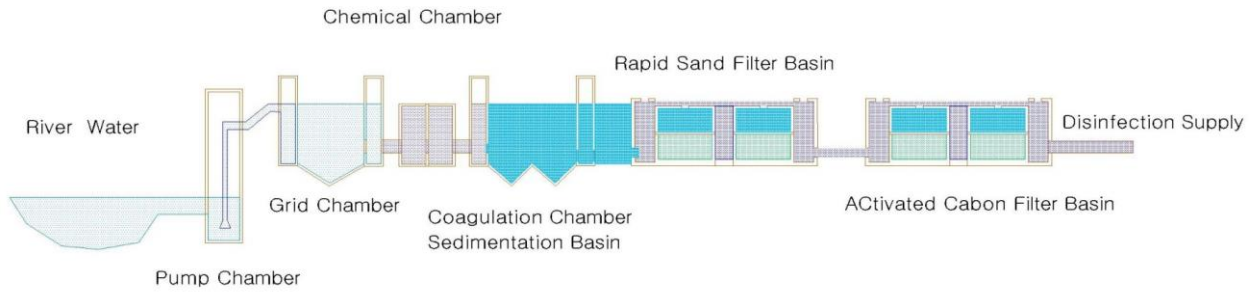 Chemical Chamber
Rapid Sand Filter Basin
River Water
Disinfection Supply
Grid Chamber
ACtivated Cabon Filter Basin
Coagulation Chamber
Sedimentation Basin
Pump Chamber